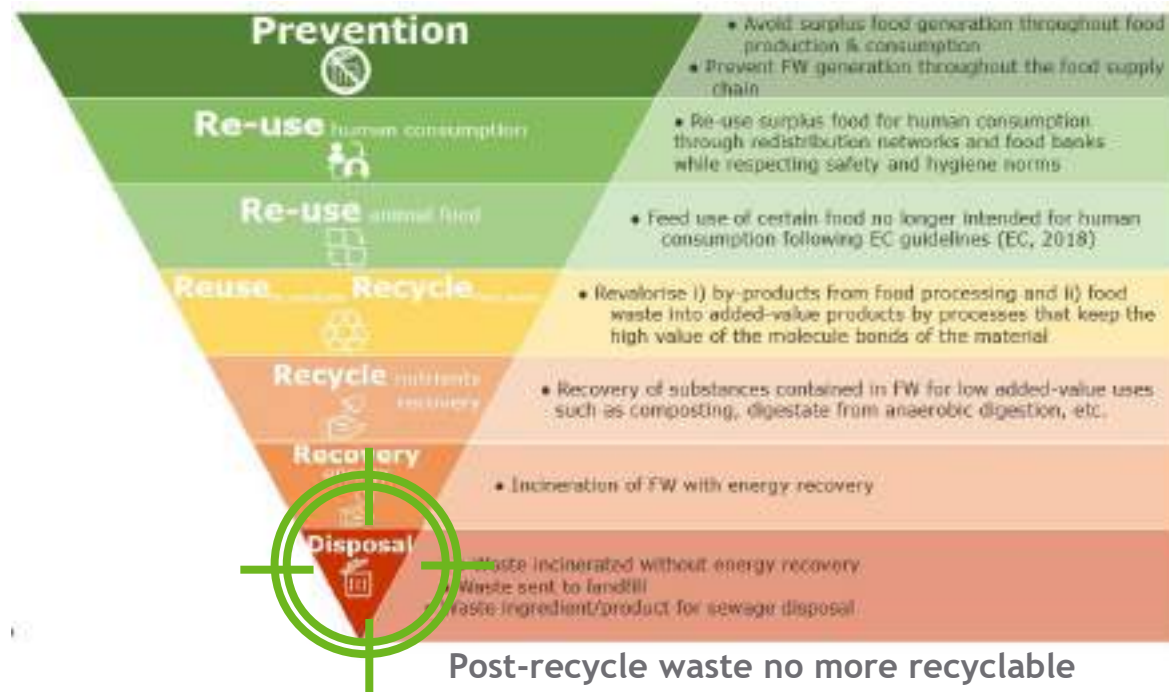 Prevention
• Avoid surplus food generation throughout food
production & consumption
• Prevent FW generation throughout the food supply
chain
Re-use human consumption
• Re-use surplus food for human consumption
through redistribution networks and food banks
while respecting safety and hygiene norms
Re-use animal feed
• Feed use of certain food no longer intended for human
consumption following EC guidelines (EC, 2018)
Reuse Recycle
• Revalorise i) by-products from food processing and ii) food
waste into added-value products by processes that keep the
high value of the molecule bonds of the material
Recycle nutrients
recovery
• Recovery of substances contained in FW for low added-value uses
such as composting, digestate from anaerobic digestion, etc.
Recovery
• Incineration of FW with energy recovery
Disposal
Waste incinerated without energy recovery
• Waste sent to landfill
• Waste ingredient/product for sewage disposal
Post-recycle waste no more recyclable